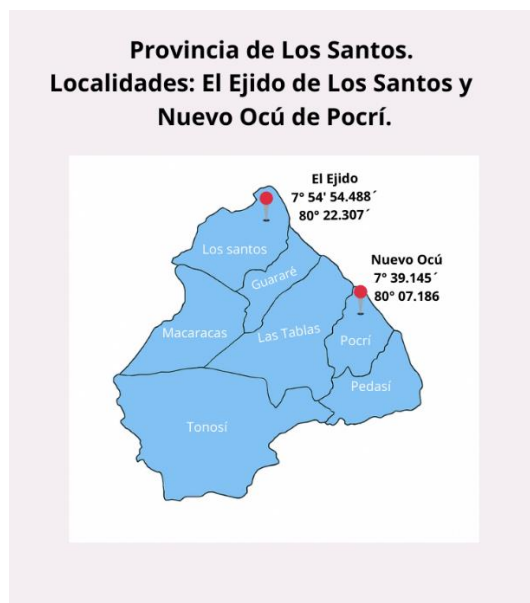 Provincia de Los Santos.
Localidades: El Ejido de Los Santos y
Nuevo Ocú de Pocrí.
El Ejido
7° 54' 54.488´
80° 22.307´
Los santos
Guararé
Nuevo Ocú
7° 39.145´
80° 07.186
Macaracas
Las Tablas
Pocrí
Pedasí
Tonosí